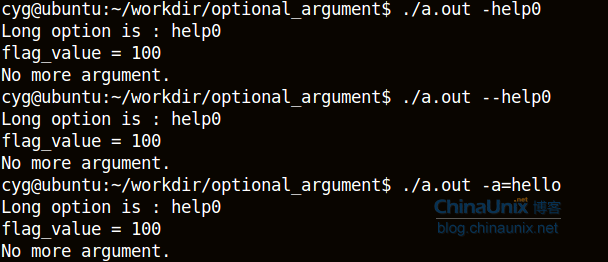 cyg@ubuntu:~/workdir/optional_argument$ ./a.out -help0
Long option is : help0
flag_value = 100
No more argument.
cyg@ubuntu:~/workdir/optional_argument$ ./a.out --help0
Long option is : help0
flag_value = 100
No more argument.
cyg@ubuntu:~/workdir/optional_argument$ ./a.out -a=hello
Long option is : help0
flag_value = 100
No more argument.
ChinaUnix.net 博客
blog.chinaunix.net